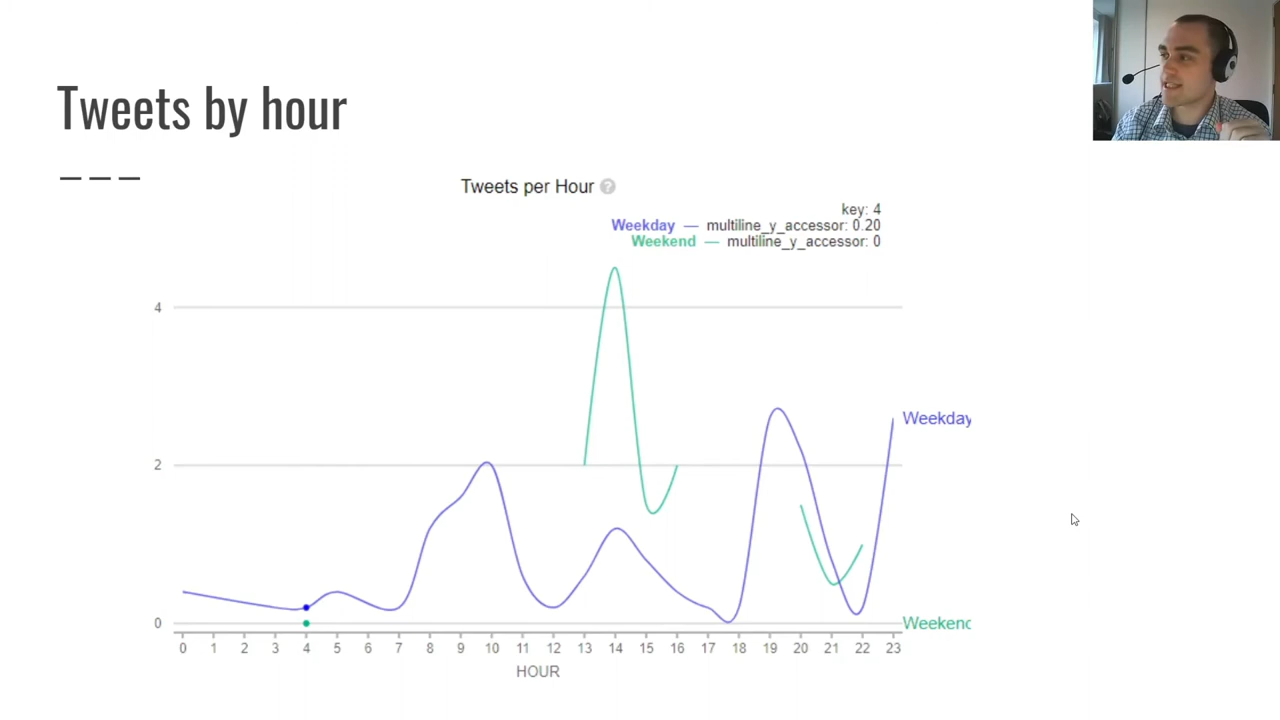 Tweets by hour
Tweets per Hour ?
key: 4
Weekday — multiline_y_accessor: 0.20
Weekend — multiline_y_accessor: 0
4
2
0
Weekday
Weekend
0 1 2 3 4 5 6 7 8 9 10 11 12 13 14 15 16 17 18 19 20 21 22 23
HOUR